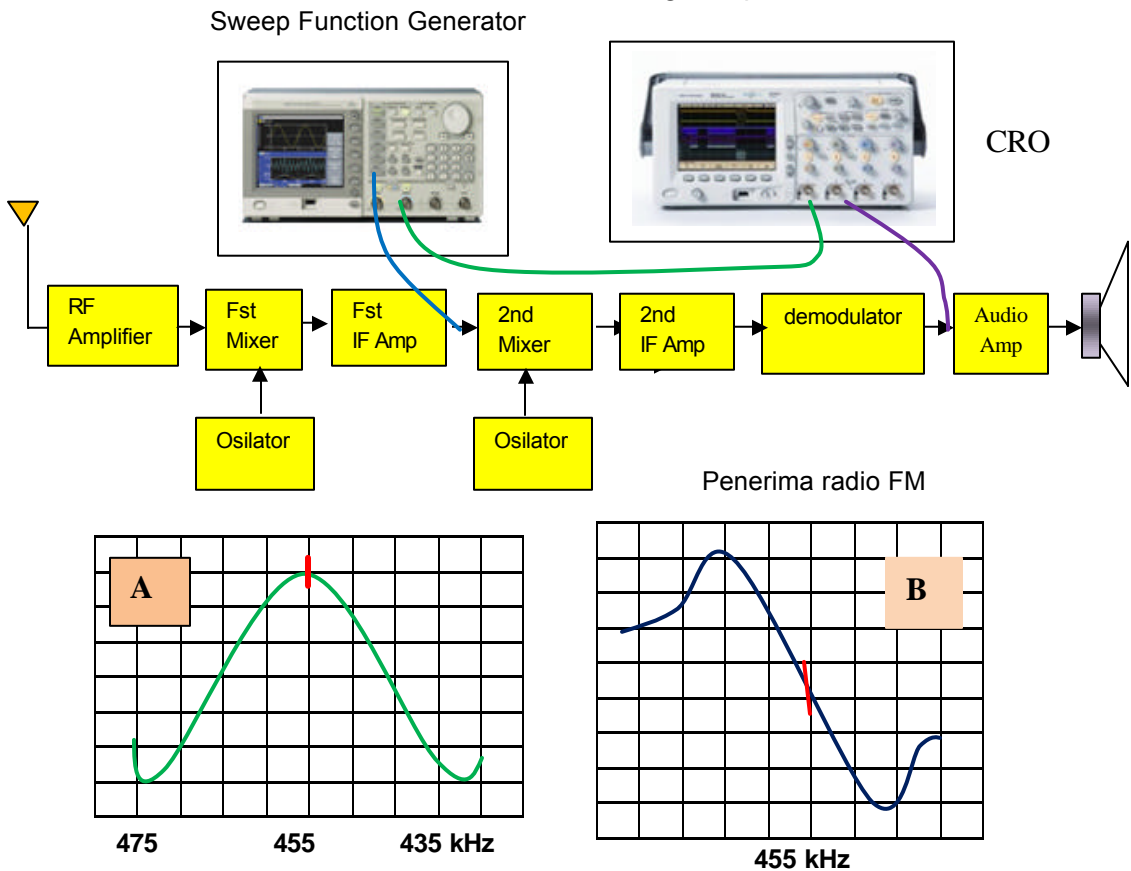 Sweep Function Generator
CRO
RF
Amplifier
Fst
Mixer
Fst
IF Amp
2nd
Mixer
2nd
IF Amp
demodulator
Audio
Amp
Osilator
Osilator
Penerima radio FM
A
B
475 455 435 kHz
455 kHz